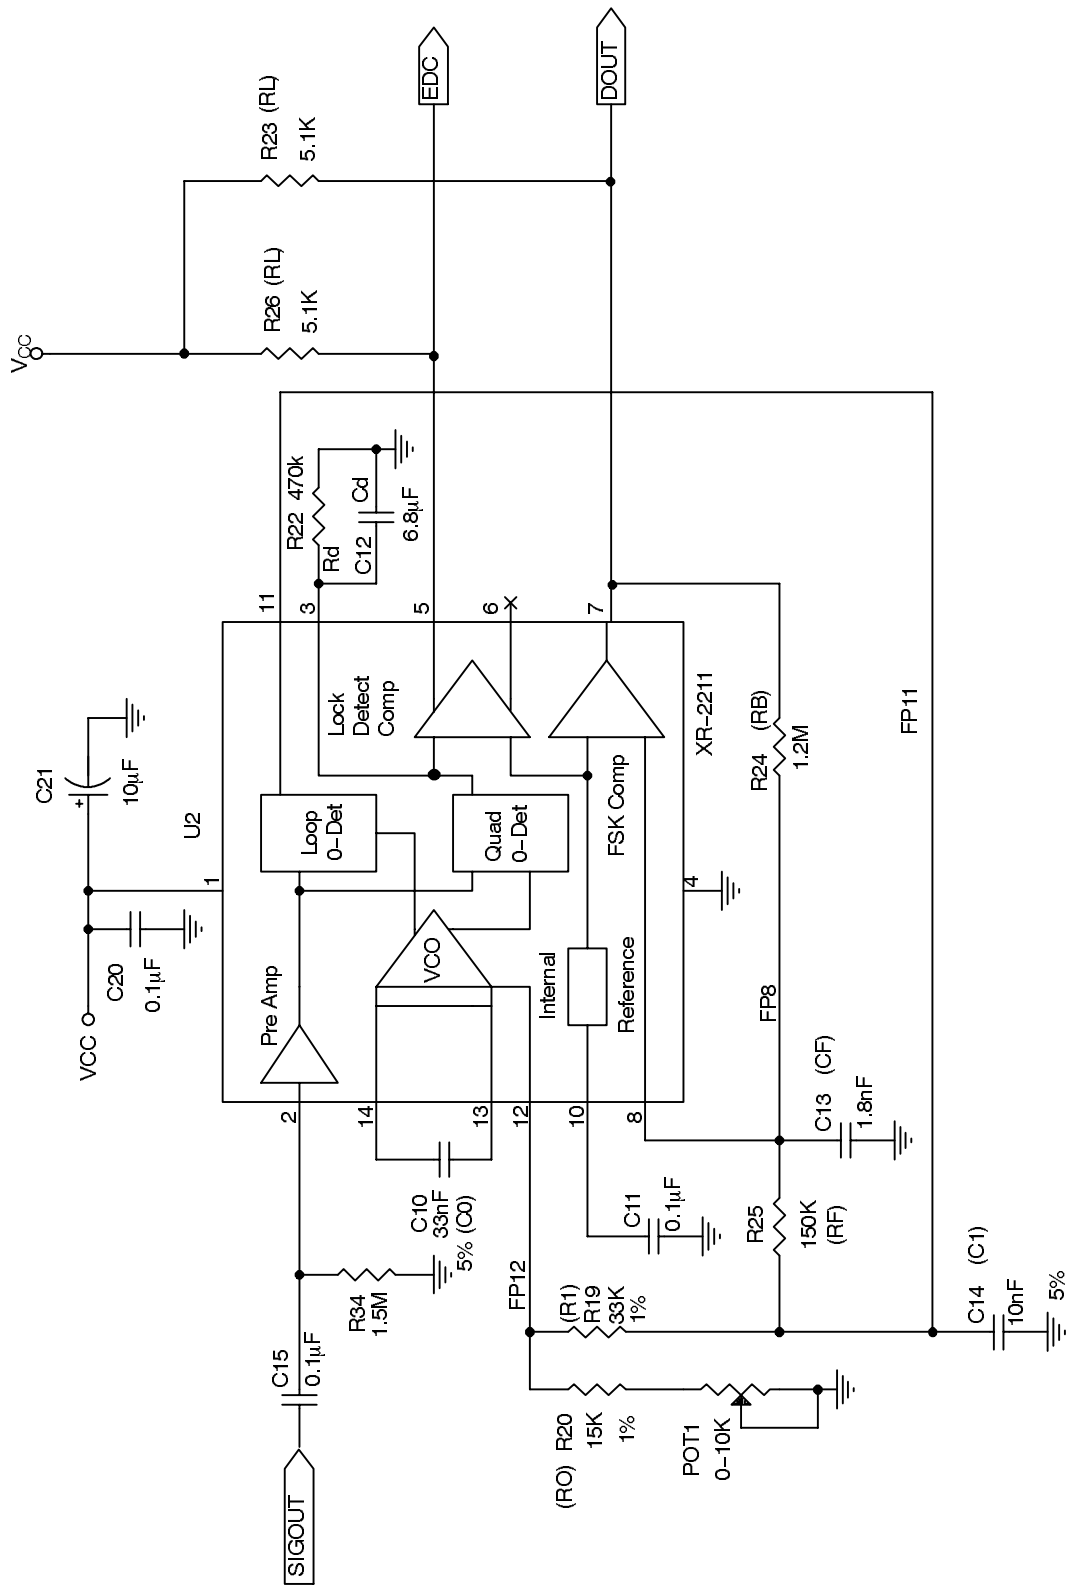 VCC
EDC
DOUT
R23 (RL)
5.1K
R26 (RL)
5.1K
R22 470k
Rd
C12
Cd
6.8µF
C21
+
10µF
VCC
C20
0.1µF
U2
1
11
3
5
6
7
4
2
14
13
12
10
8
Pre Amp
Loop
0-Det
Quad
0-Det
VCO
Lock
Detect
Comp
FSK Comp
Internal
Reference
XR-2211
SIGOUT
C15
0.1µF
R34
1.5M
C10
33nF
5% (C0)
FP12
(R1)
R19
33K
1%
(RO) R20
15K
1%
POT1
0-10K
C11
0.1µF
R25
150K
(RF)
C13 (CF)
1.8nF
FP8
R24 (RB)
1.2M
FP11
C14 (C1)
10nF
5%